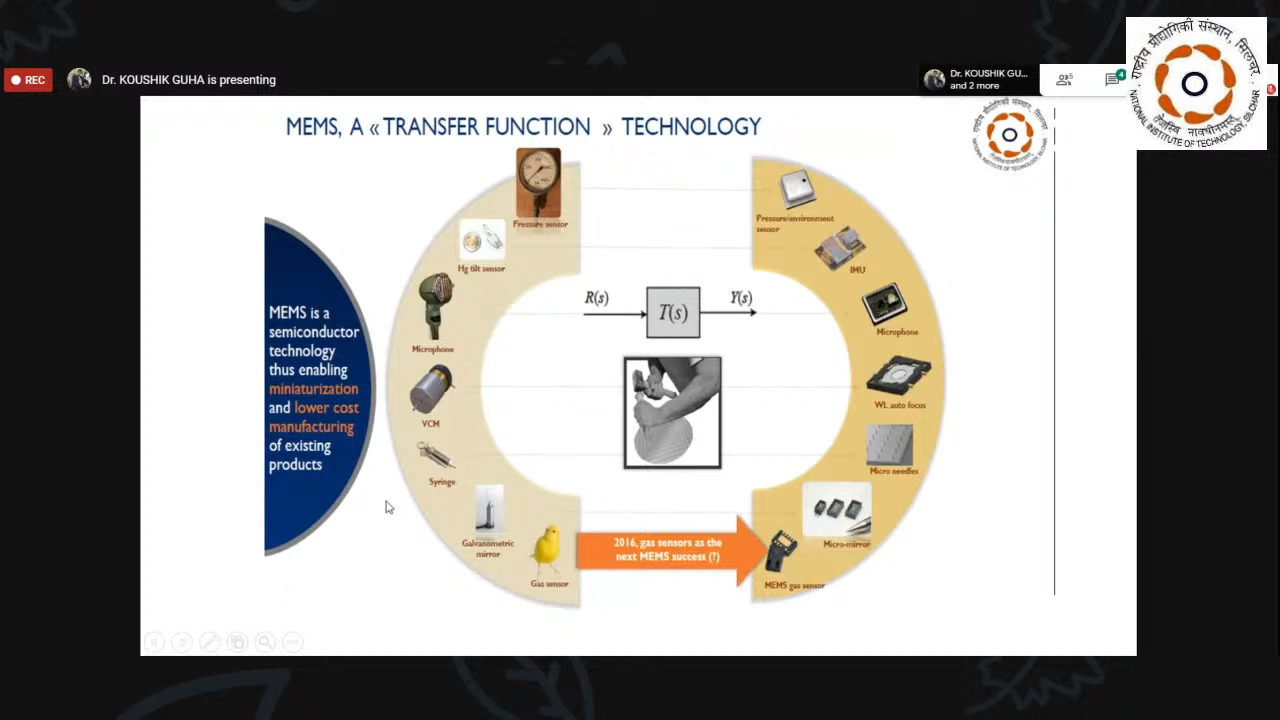 REC
Dr. KOUSHIK GUHA is presenting
Dr. KOUSHIK GU...
and 2 more
5
4
राष्ट्रीय प्रौद्योगिकी संस्थान, सिलचर
NATIONAL INSTITUTE OF TECHNOLOGY, SILCHAR
MEMS, A « TRANSFER FUNCTION » TECHNOLOGY
MEMS is a
semiconductor
technology
thus enabling
miniaturization
and lower cost
manufacturing
of existing
products
Pressure sensor
Hg tilt sensor
Microphone
VCM
Syringe
Galvanometric
mirror
Gas sensor
R(s)
T(s)
Y(s)
2016, gas sensors as the
next MEMS success (?)
Pressure/environment
sensor
IMU
Microphone
WL auto focus
Micro needles
Micro-mirror
MEMS gas sensor